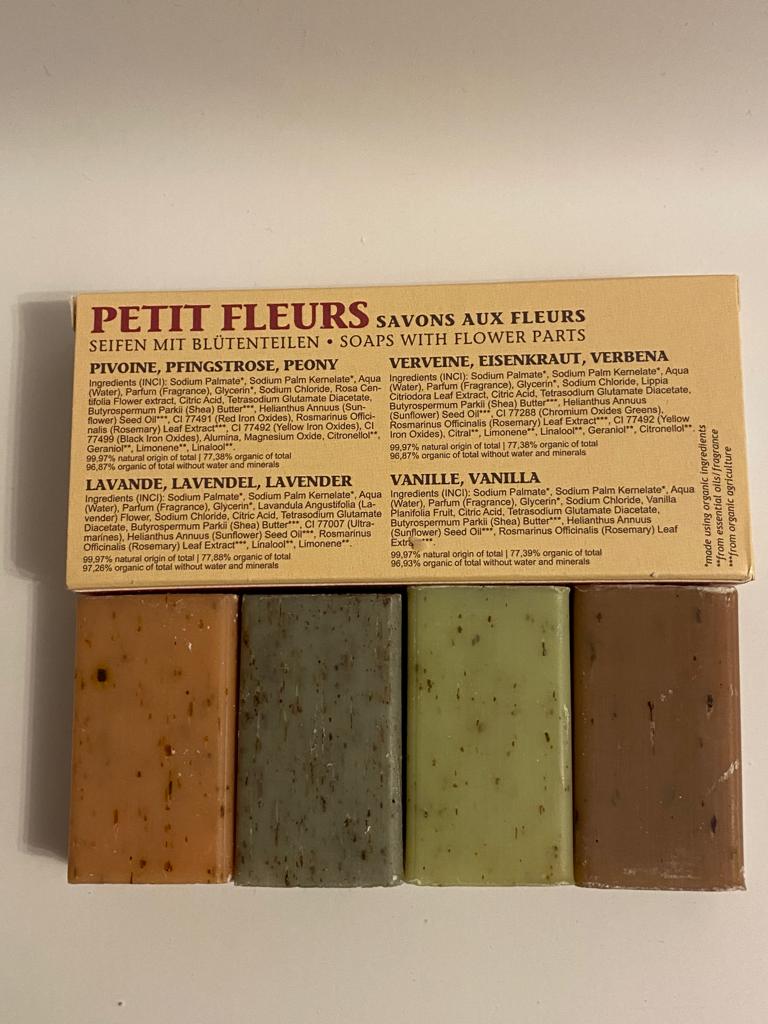 PETIT FLEURS SAVONS AUX FLEURS
SEIFEN MIT BLÜTENTEILEN • SOAPS WITH FLOWER PARTS
PIVOINE, PFINGSTROSE, PEONY
Ingredients (INCI): Sodium Palmate*, Sodium Palm Kernelate*, Aqua
(Water), Parfum (Fragrance), Glycerin*, Sodium Chloride, Rosa Cen-
tifolia Flower extract, Citric Acid, Tetrasodium Glutamate Diacetate,
Butyrospermum Parkii (Shea) Butter***, Helianthus Annuus (Sun-
flower) Seed Oil***, CI 77491 (Red Iron Oxides), Rosmarinus Offici-
nalis (Rosemary) Leaf Extract***, CI 77492 (Yellow Iron Oxides), CI
77499 (Black Iron Oxides), Alumina, Magnesium Oxide, Citronellol**,
Geraniol**, Limonene**, Linalool**.
99,97% natural origin of total | 77,38% organic of total
96,87% organic of total without water and minerals
LAVANDE, LAVENDEL, LAVENDER
Ingredients (INCI): Sodium Palmate*, Sodium Palm Kernelate*, Aqua
(Water), Parfum (Fragrance), Glycerin*, Lavandula Angustifolia (La-
vender) Flower, Sodium Chloride, Citric Acid, Tetrasodium Glutamate
Diacetate, Butyrospermum Parkii (Shea) Butter***, CI 77007 (Ultra-
marines), Helianthus Annuus (Sunflower) Seed Oil***, Rosmarinus
Officinalis (Rosemary) Leaf Extract***, Linalool**, Limonene**.
99,97% natural origin of total | 77,88% organic of total
97,26% organic of total without water and minerals
VERVEINE, EISENKRAUT, VERBENA
Ingredients (INCI): Sodium Palmate*, Sodium Palm Kernelate*, Aqua
(Water), Parfum (Fragrance), Glycerin*, Sodium Chloride, Lippia
Citriodora Leaf Extract, Citric Acid, Tetrasodium Glutamate Diacetate,
Butyrospermum Parkii (Shea) Butter***, Helianthus Annuus
(Sunflower) Seed Oil***, CI 77288 (Chromium Oxides Greens),
Rosmarinus Officinalis (Rosemary) Leaf Extract***, CI 77492 (Yellow
Iron Oxides), Citral**, Limonene**, Linalool**, Geraniol**, Citronellol**.
99,97% natural origin of total | 77,38% organic of total
96,87% organic of total without water and minerals
VANILLE, VANILLA
Ingredients (INCI): Sodium Palmate*, Sodium Palm Kernelate*, Aqua
(Water), Parfum (Fragrance), Glycerin*, Sodium Chloride, Vanilla
Planifolia Fruit, Citric Acid, Tetrasodium Glutamate Diacetate,
Butyrospermum Parkii (Shea) Butter***, Helianthus Annuus
(Sunflower) Seed Oil***, Rosmarinus Officinalis (Rosemary) Leaf
99,97% natural origin of total | 77,39% organic of total
96,93% organic of total without water and minerals
*made using organic ingredients
**from essential oils/fragrance
***from organic agriculture